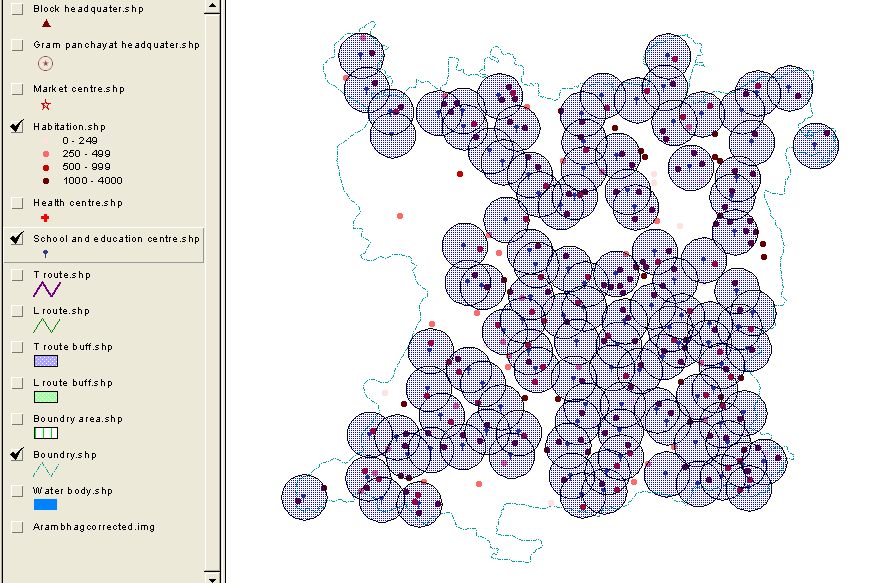 Block headquater.shp
Gram panchayat headquater.shp
Market centre.shp
Habitation.shp
0 - 249
250 - 499
500 - 999
1000 - 4000
Health centre.shp
School and education centre.shp
T route.shp
L route.shp
T route buff.shp
L route buff.shp
Boundry area.shp
Boundry.shp
Water body.shp
Arambhagcorrected.img